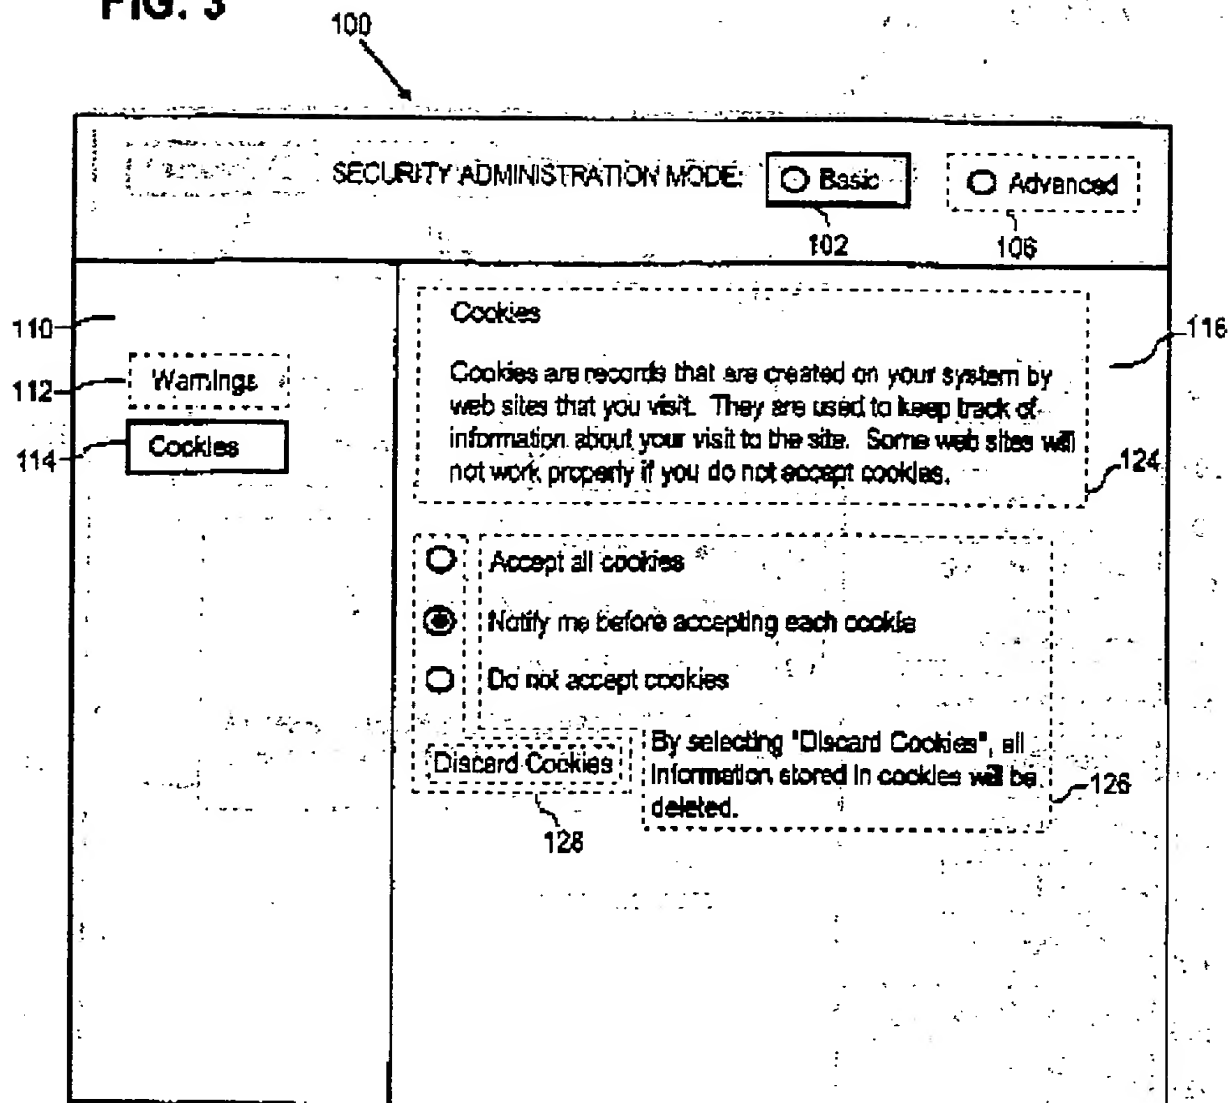 FIG. 3
100
SECURITY ADMINISTRATION MODE: Basic Advanced
102
106
110
112
Warnings
114
Cookies
116
Cookies
Cookies are records that are created on your system by
web sites that you visit. They are used to keep track of
information about your visit to the site. Some web sites will
not work properly if you do not accept cookies.
124
Accept all cookies
Notify me before accepting each cookie
Do not accept cookies
Discard Cookies
By selecting "Discard Cookies", all
information stored in cookies will be
deleted.
126
128